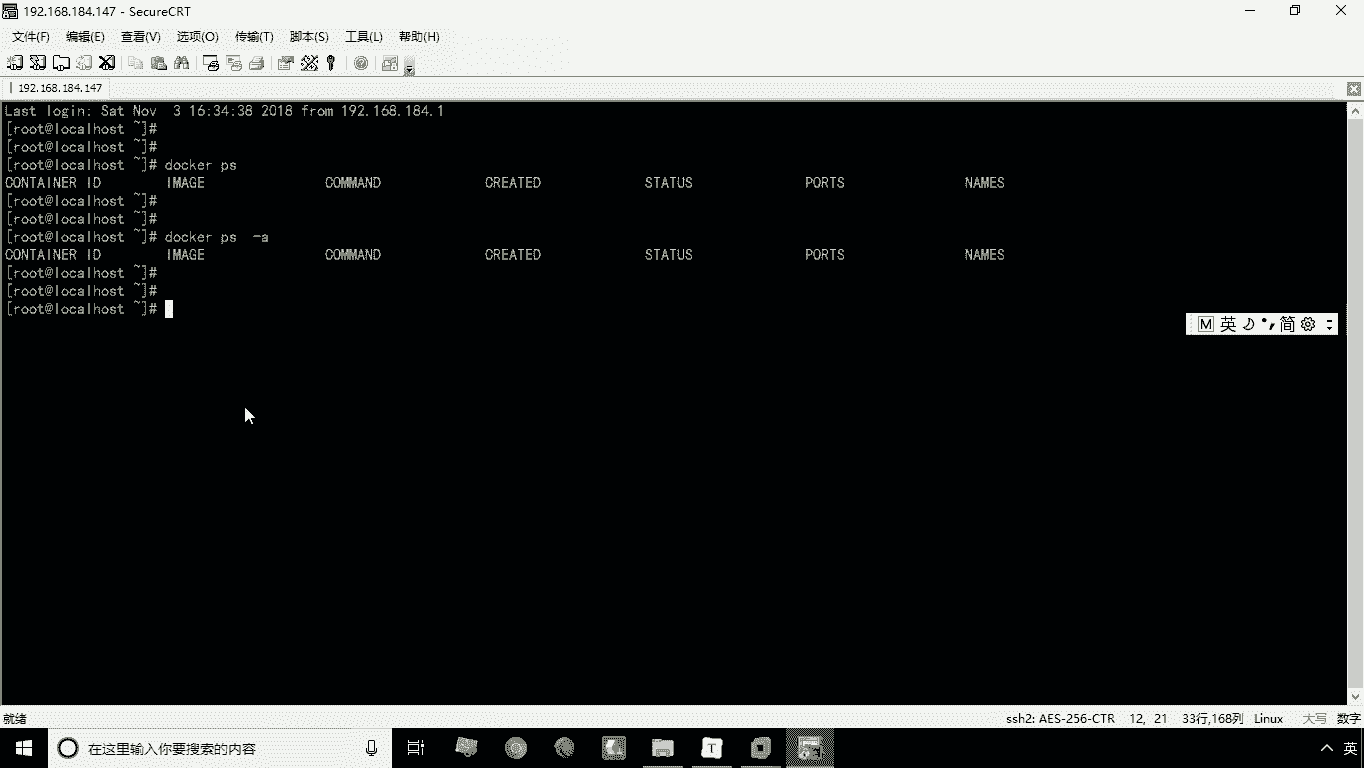 192.168.184.147 - SecureCRT
文件(F) 编辑(E) 查看(V) 选项(O) 传输(T) 脚本(S) 工具(L) 帮助(H)
192.168.184.147
Last login: Sat Nov  3 16:34:38 2018 from 192.168.184.1
[root@localhost ~]#
[root@localhost ~]#
[root@localhost ~]# docker ps
CONTAINER ID IMAGE COMMAND CREATED STATUS PORTS NAMES
[root@localhost ~]#
[root@localhost ~]#
[root@localhost ~]# docker ps  -a
CONTAINER ID IMAGE COMMAND CREATED STATUS PORTS NAMES
[root@localhost ~]#
[root@localhost ~]#
[root@localhost ~]#
M 英 简
就绪 ssh2: AES-256-CTR 12, 21 33行,168列 Linux 大写 数字
在这里输入你要搜索的内容 T 英